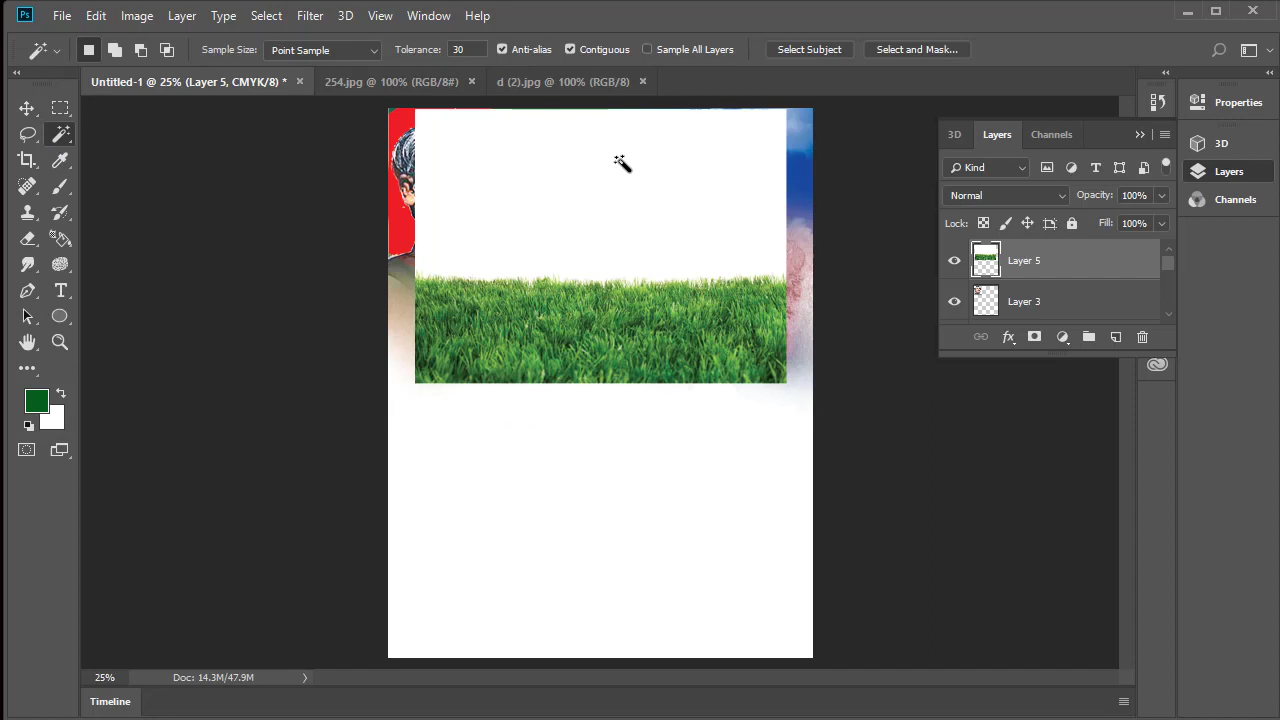 Ps File Edit Image Layer Type Select Filter 3D View Window Help
Sample Size: Point Sample Tolerance: 30 Anti-alias Contiguous Sample All Layers Select Subject Select and Mask...
Untitled-1 @ 25% (Layer 5, CMYK/8) * × 254.jpg @ 100% (RGB/8#) × d (2).jpg @ 100% (RGB/8) ×
Properties
3D Layers Channels
3D
Kind
Layers
Normal Opacity: 100%
Channels
Lock: Fill: 100%
Layer 5
Layer 3
fx
25% Doc: 14.3M/47.9M
Timeline